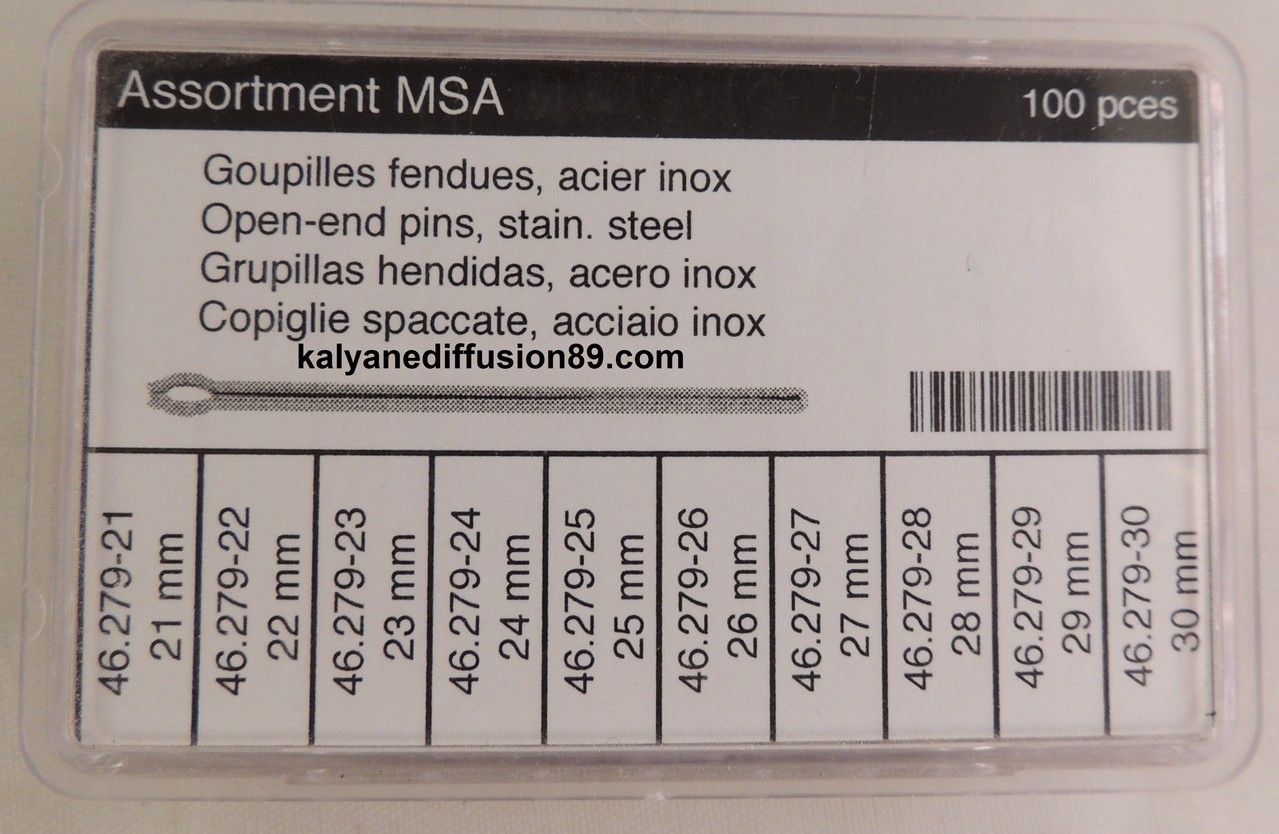 Assortment MSA
100 pces
Goupilles fendues, acier inox
Open-end pins, stain. steel
Grupillas hendidas, acero inox
Copiglie spaccate, acciaio inox
kalyanediffusion89.com
46.279-21
21 mm
46.279-22
22 mm
46.279-23
23 mm
46.279-24
24 mm
46.279-25
25 mm
46.279-26
26 mm
46.279-27
27 mm
46.279-28
28 mm
46.279-29
29 mm
46.279-30
30 mm